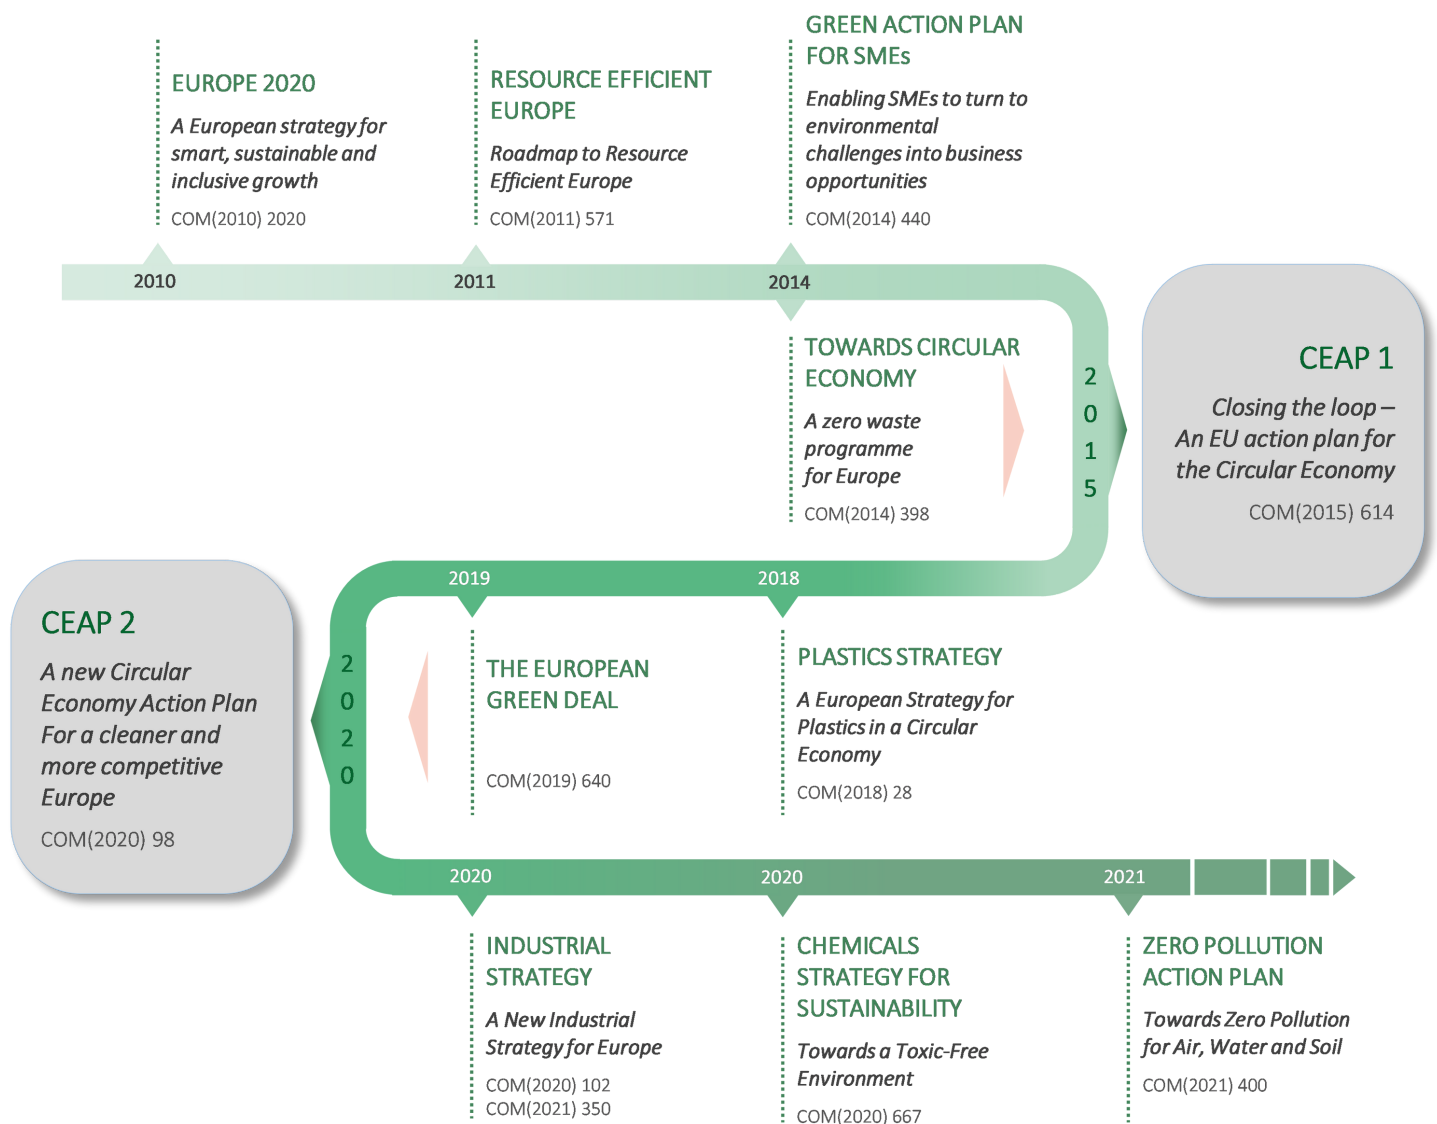 EUROPE 2020
A European strategy for
smart, sustainable and
inclusive growth
COM(2010) 2020
RESOURCE EFFICIENT
EUROPE
Roadmap to Resource
Efficient Europe
COM(2011) 571
GREEN ACTION PLAN
FOR SMEs
Enabling SMEs to turn to
environmental
challenges into business
opportunities
COM(2014) 440
2010
2011
2014
TOWARDS CIRCULAR
ECONOMY
A zero waste
programme
for Europe
COM(2014) 398
2
0
1
5
CEAP 1
Closing the loop –
An EU action plan for
the Circular Economy
COM(2015) 614
2019
2018
CEAP 2
A new Circular
Economy Action Plan
For a cleaner and
more competitive
Europe
COM(2020) 98
2
0
2
0
THE EUROPEAN
GREEN DEAL
COM(2019) 640
PLASTICS STRATEGY
A European Strategy for
Plastics in a Circular
Economy
COM(2018) 28
2020
2020
2021
INDUSTRIAL
STRATEGY
A New Industrial
Strategy for Europe
COM(2020) 102
COM(2021) 350
CHEMICALS
STRATEGY FOR
SUSTAINABILITY
Towards a Toxic-Free
Environment
COM(2020) 667
ZERO POLLUTION
ACTION PLAN
Towards Zero Pollution
for Air, Water and Soil
COM(2021) 400